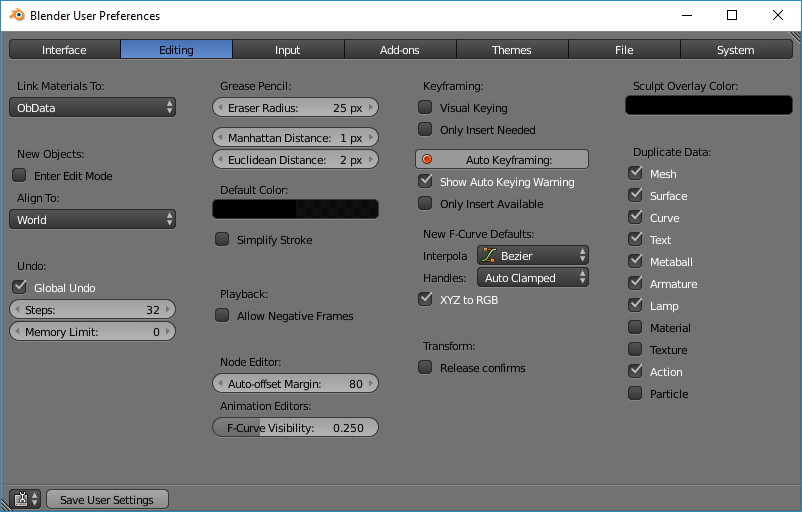 Blender User Preferences
Interface Editing Input Add-ons Themes File System
Link Materials To:
ObData
New Objects:
Enter Edit Mode
Align To:
World
Undo:
Global Undo
Steps: 32
Memory Limit: 0
Grease Pencil:
Eraser Radius: 25 px
Manhattan Distance: 1 px
Euclidean Distance: 2 px
Default Color:
Simplify Stroke
Playback:
Allow Negative Frames
Node Editor:
Auto-offset Margin: 80
Animation Editors:
F-Curve Visibility: 0.250
Keyframing:
Visual Keying
Only Insert Needed
Auto Keyframing:
Show Auto Keying Warning
Only Insert Available
New F-Curve Defaults:
Interpola Bezier
Handles: Auto Clamped
XYZ to RGB
Transform:
Release confirms
Sculpt Overlay Color:
Duplicate Data:
Mesh
Surface
Curve
Text
Metaball
Armature
Lamp
Material
Texture
Action
Particle
Save User Settings